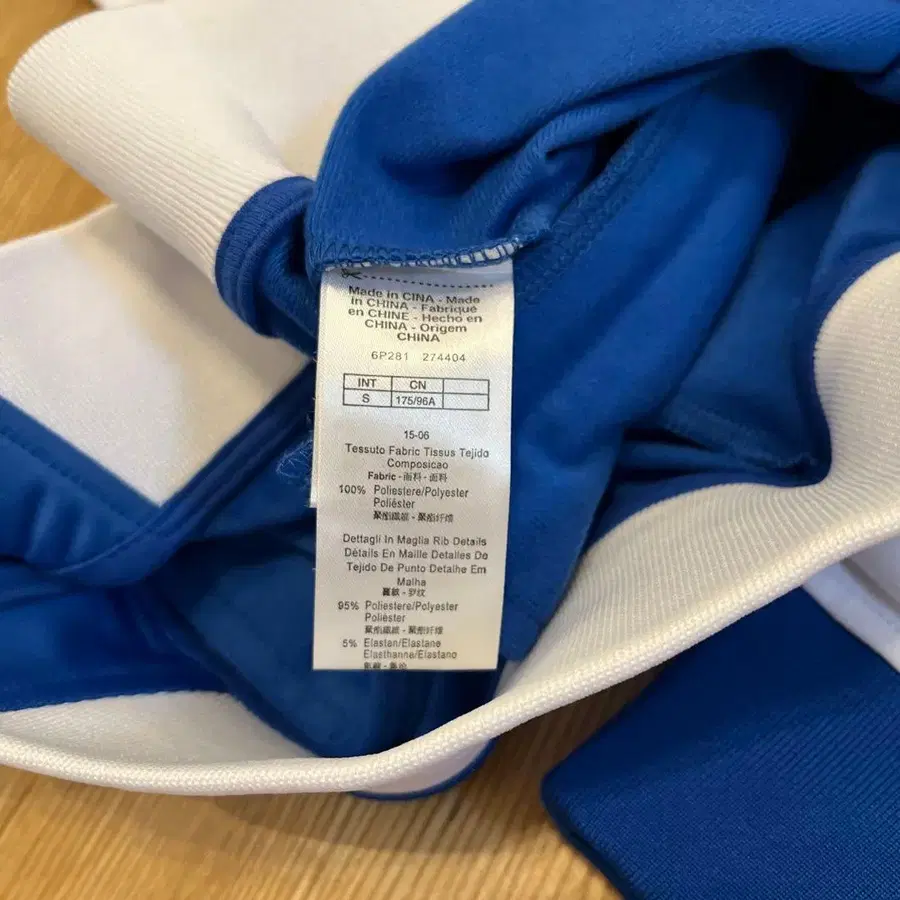 Made in CINA - Made
in CHINA - Fabriqué
en CHINE - Hecho en
CHINA - Origem
CHINA
6P281 274404
INT CN
S 175/96A
15-06
Tessuto Fabric Tissus Tejido
Composicao
Fabric - 面料 - 面料
100% Poliestere/Polyester
Poliéster
聚酯纖維 - 聚酯纤维
Dettagli in Maglia Rib Details
Détails En Maille Detalles De
Tejido De Punto Detalhe Em
Malha
羅紋 - 罗纹
95% Poliestere/Polyester
Poliéster
聚酯纖維 - 聚酯纤维
5% Elastan/Elastane
Elasthanne/Elastano